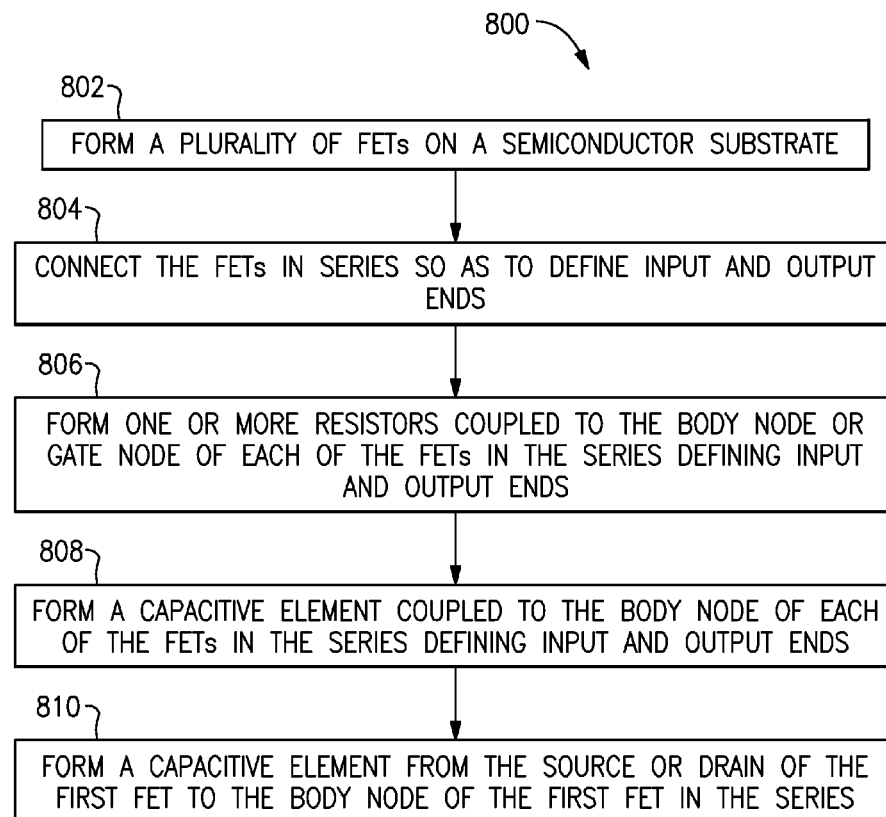 800
802
FORM A PLURALITY OF FETs ON A SEMICONDUCTOR SUBSTRATE
804
CONNECT THE FETs IN SERIES SO AS TO DEFINE INPUT AND OUTPUT
ENDS
806
FORM ONE OR MORE RESISTORS COUPLED TO THE BODY NODE OR
GATE NODE OF EACH OF THE FETs IN THE SERIES DEFINING INPUT
AND OUTPUT ENDS
808
FORM A CAPACITIVE ELEMENT COUPLED TO THE BODY NODE OF EACH
OF THE FETs IN THE SERIES DEFINING INPUT AND OUTPUT ENDS
810
FORM A CAPACITIVE ELEMENT FROM THE SOURCE OR DRAIN OF THE
FIRST FET TO THE BODY NODE OF THE FIRST FET IN THE SERIES